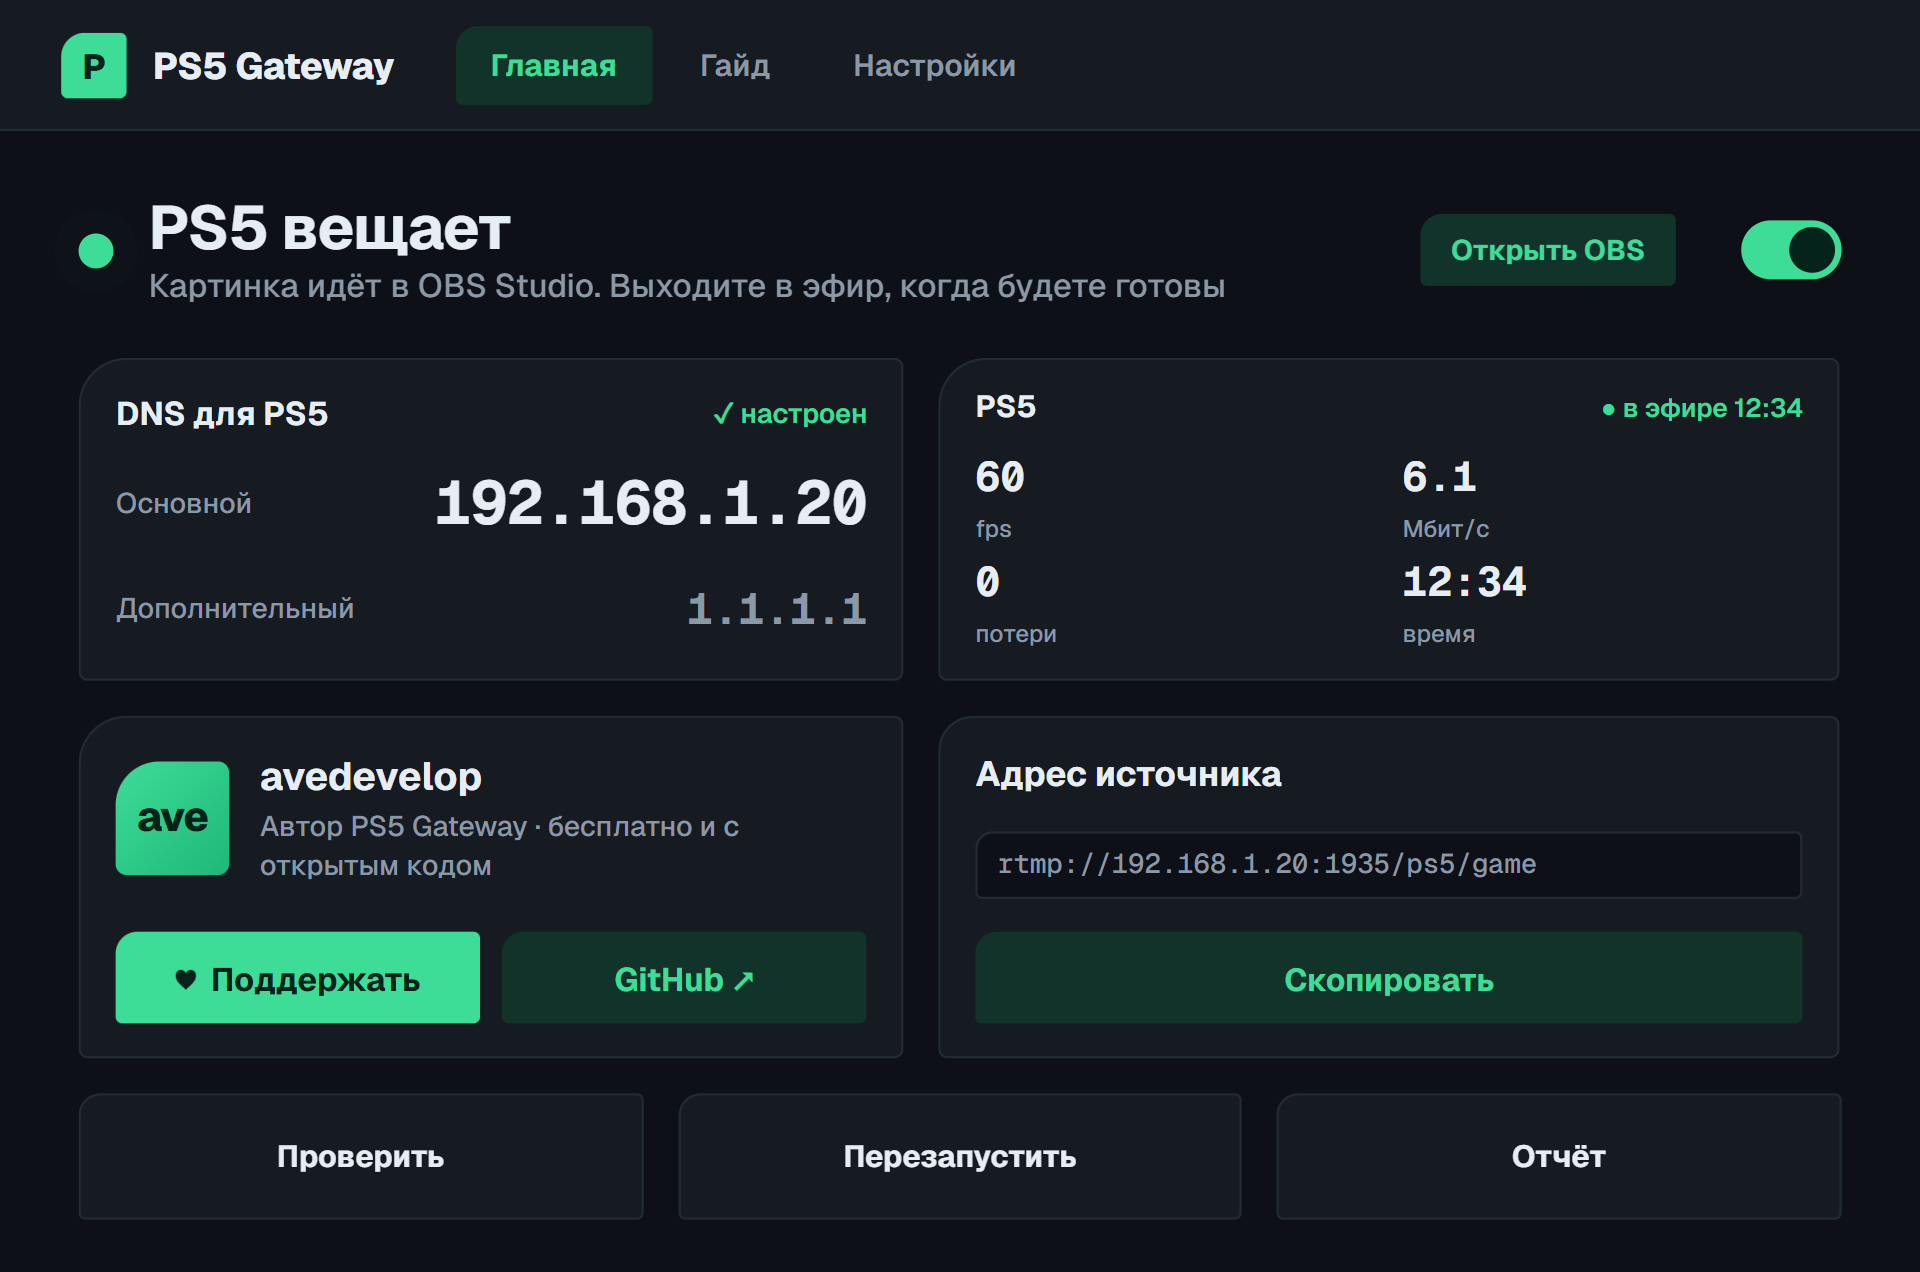 P
PS5 Gateway
Главная
Гайд
Настройки
PS5 вещает
Картинка идёт в OBS Studio. Выходите в эфир, когда будете готовы
Открыть OBS
DNS для PS5
✓ настроен
Основной
192.168.1.20
Дополнительный
1.1.1.1
PS5
● в эфире 12:34
60
fps
6.1
Мбит/с
0
потери
12:34
время
ave
avedevelop
Автор PS5 Gateway · бесплатно и с
открытым кодом
♥ Поддержать
GitHub ↗
Адрес источника
rtmp://192.168.1.20:1935/ps5/game
Скопировать
Проверить
Перезапустить
Отчёт